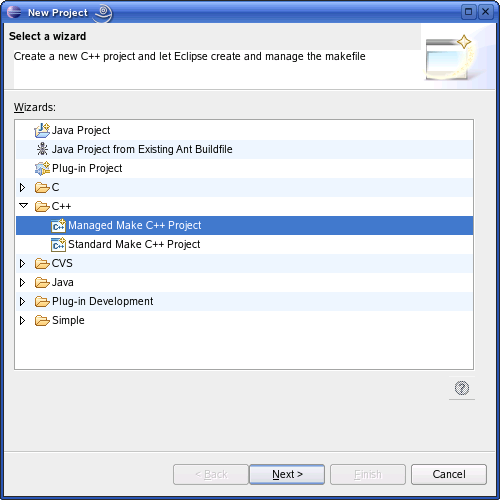 New Project
Select a wizard
Create a new C++ project and let Eclipse create and manage the makefile
Wizards:
Java Project
Java Project from Existing Ant Buildfile
Plug-in Project
C
C++
Managed Make C++ Project
Standard Make C++ Project
CVS
Java
Plug-in Development
Simple
< Back
Next >
Finish
Cancel